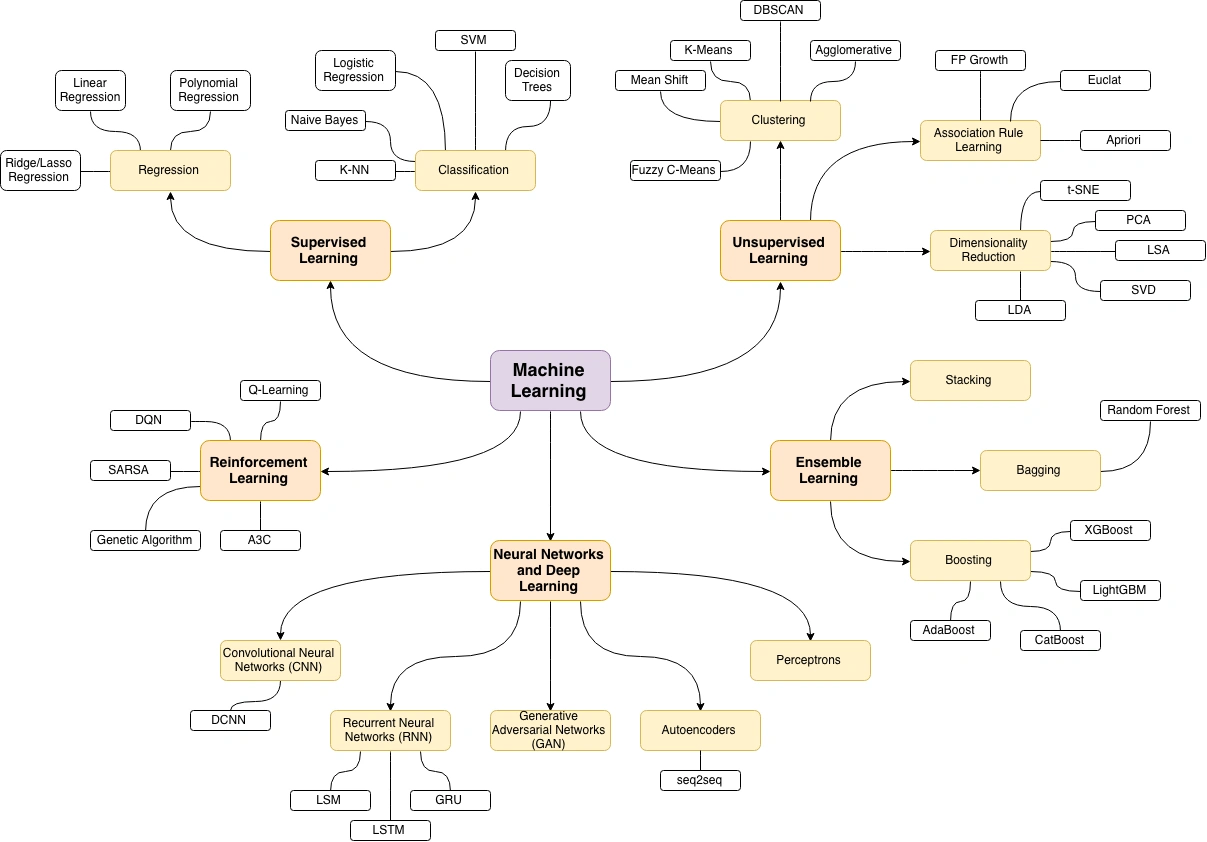 DBSCAN
SVM
K-Means
Agglomerative
Logistic
Regression
FP Growth
Linear
Regression
Polynomial
Regression
Decision
Trees
Mean Shift
Euclat
Naive Bayes
Clustering
Association Rule
Learning
Apriori
Ridge/Lasso
Regression
Regression
K-NN
Classification
Fuzzy C-Means
t-SNE
PCA
Supervised
Learning
Unsupervised
Learning
Dimensionality
Reduction
LSA
SVD
LDA
Machine
Learning
Stacking
Q-Learning
Random Forest
DQN
SARSA
Reinforcement
Learning
Ensemble
Learning
Bagging
Genetic Algorithm
A3C
XGBoost
Neural Networks
and Deep
Learning
Boosting
LightGBM
AdaBoost
CatBoost
Convolutional Neural
Networks (CNN)
Perceptrons
DCNN
Recurrent Neural
Networks (RNN)
Generative
Adversarial Networks
(GAN)
Autoencoders
seq2seq
LSM
GRU
LSTM